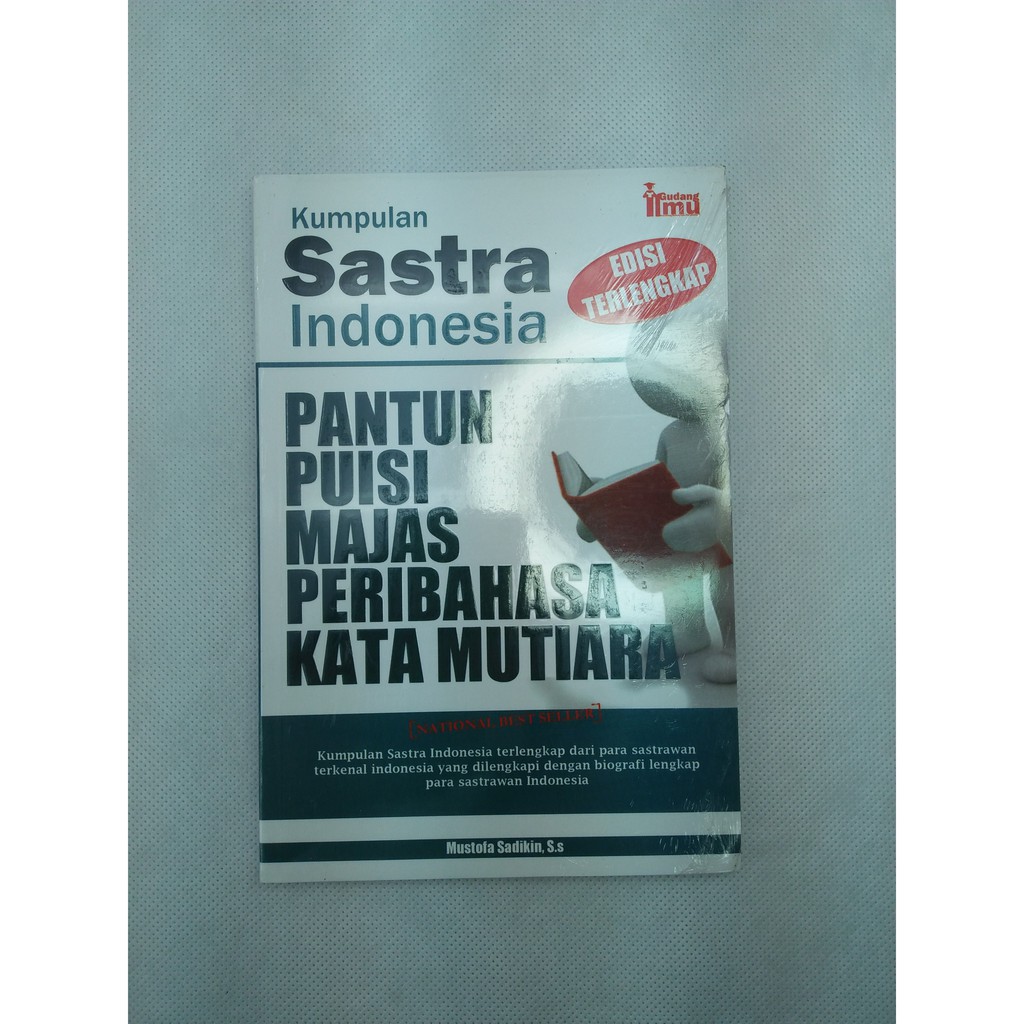 Gudang
Ilmu
Kumpulan
Sastra
Indonesia
EDISI
TERLENGKAP
PANTUN
PUISI
MAJAS
PERIBAHASA
KATA MUTIARA
[NATIONAL BEST SELLER]
Kumpulan Sastra Indonesia terlengkap dari para sastrawan
terkenal indonesia yang dilengkapi dengan biografi lengkap
para sastrawan Indonesia
Mustofa Sadikin, S.s